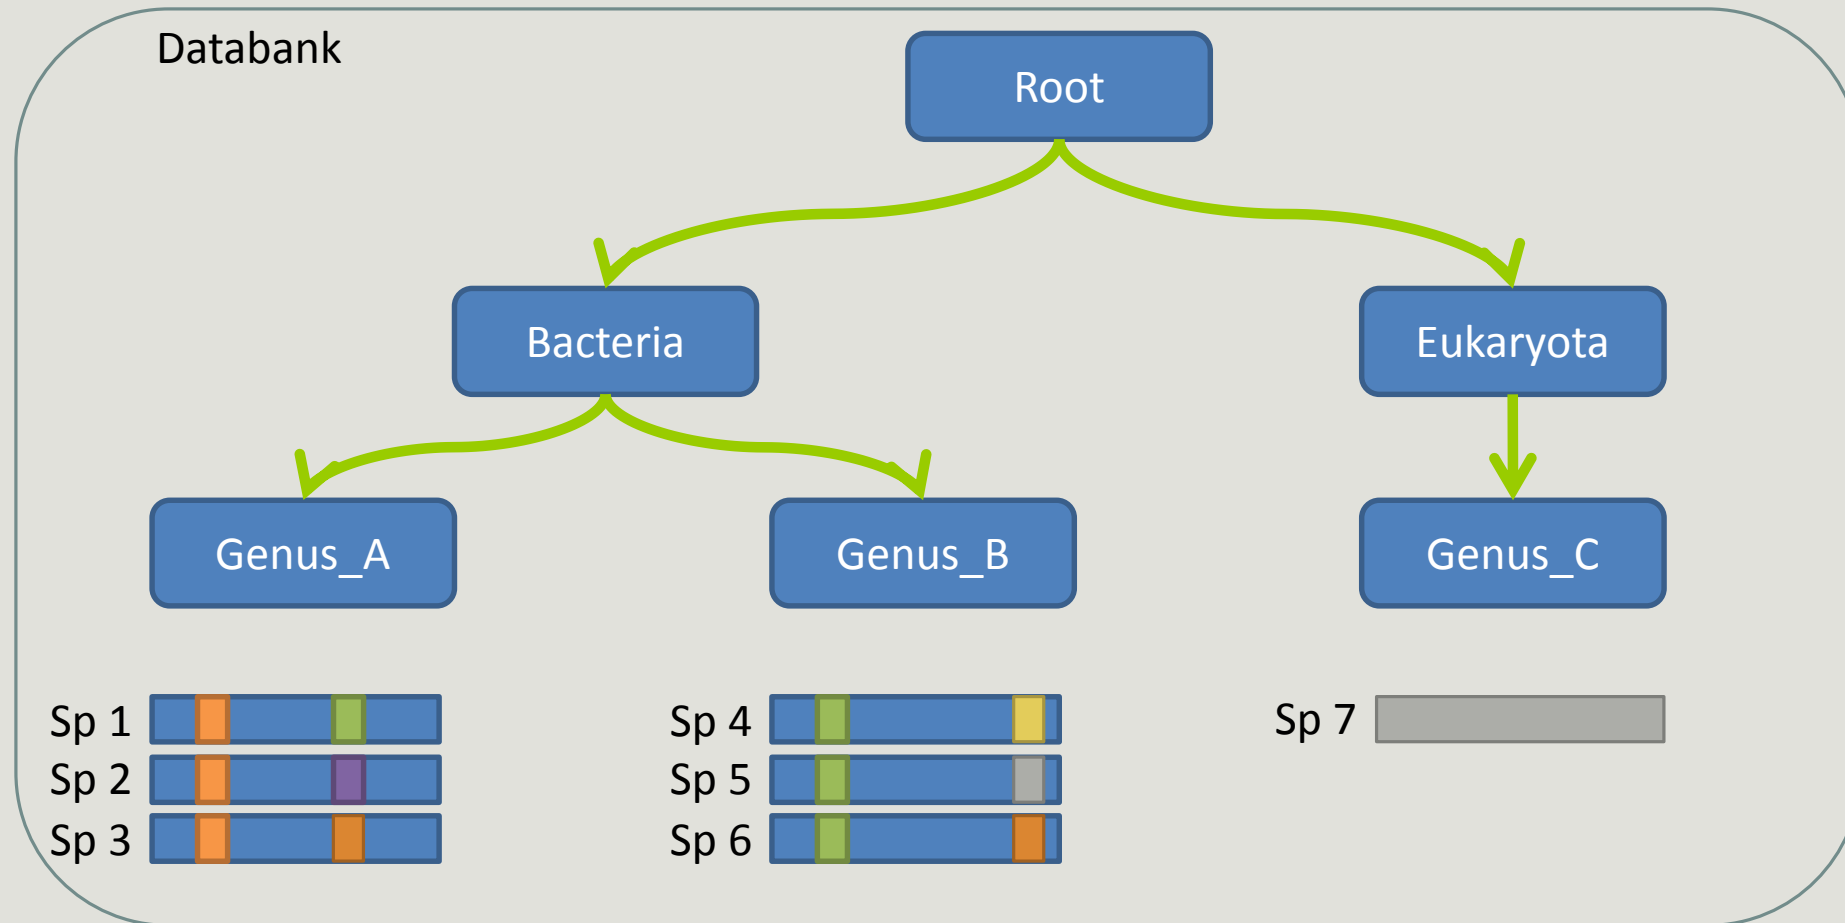 Databank
Root
Bacteria
Eukaryota
Genus_A
Genus_B
Genus_C
Sp 1
Sp 4
Sp 7
Sp 2
Sp 5
Sp 3
Sp 6